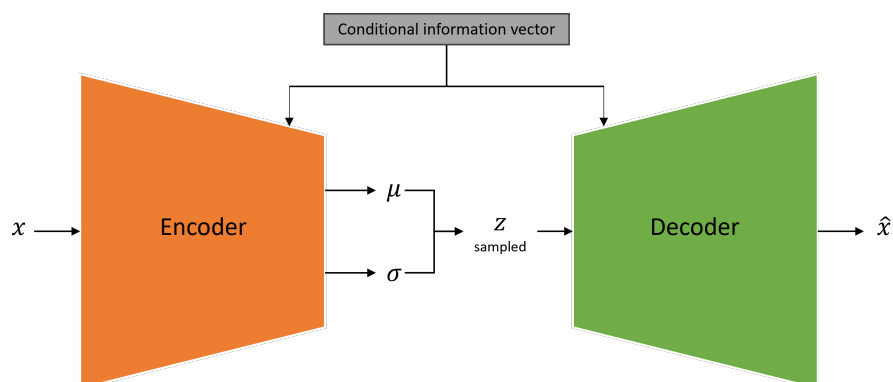 Conditional information vector
x
Encoder
μ
σ
z
sampled
Decoder
x̂